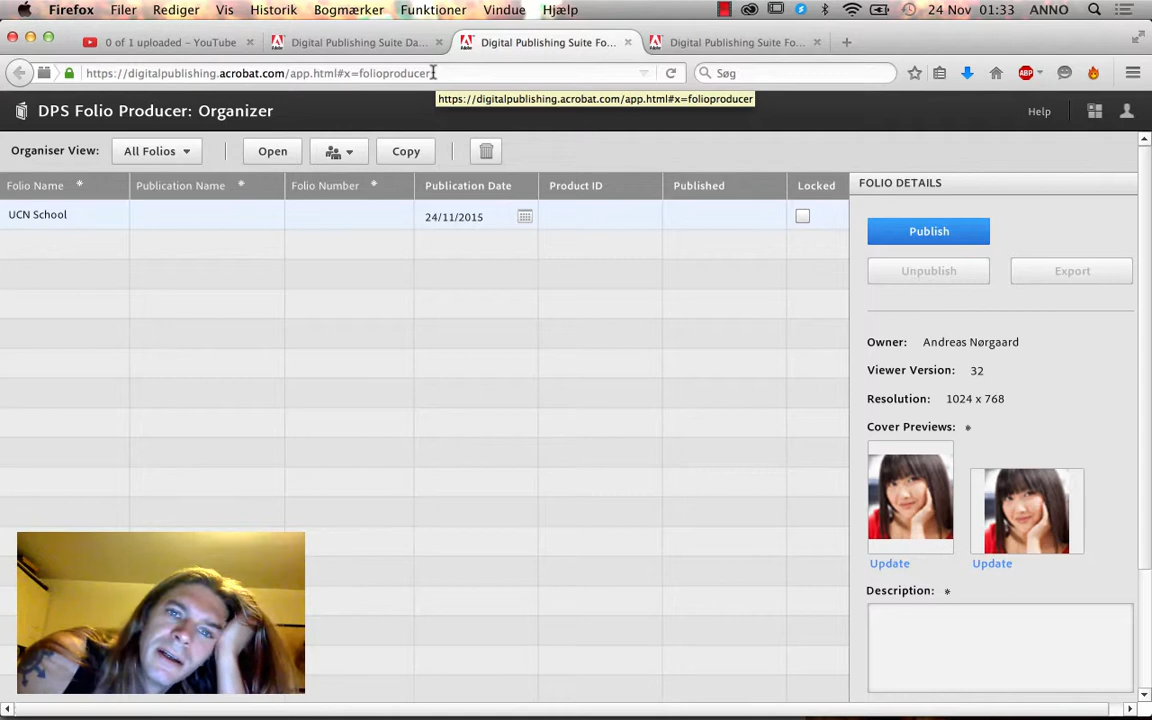 Firefox Filer Rediger Vis Historik Bogmærker Funktioner Vindue Hjælp 24 Nov 01:33 ANNO
0 of 1 uploaded – YouTube × Digital Publishing Suite Da... × Digital Publishing Suite Fo... × Digital Publishing Suite Fo... × +
https://digitalpublishing.acrobat.com/app.html#x=folioproducer Søg ABP
https://digitalpublishing.acrobat.com/app.html#x=folioproducer
DPS Folio Producer: Organizer Help
Organiser View: All Folios Open Copy
Folio Name * Publication Name * Folio Number * Publication Date Product ID Published Locked FOLIO DETAILS
UCN School 24/11/2015
Publish
Unpublish Export
Owner: Andreas Nørgaard
Viewer Version: 32
Resolution: 1024 x 768
Cover Previews: *
Update Update
Description: *